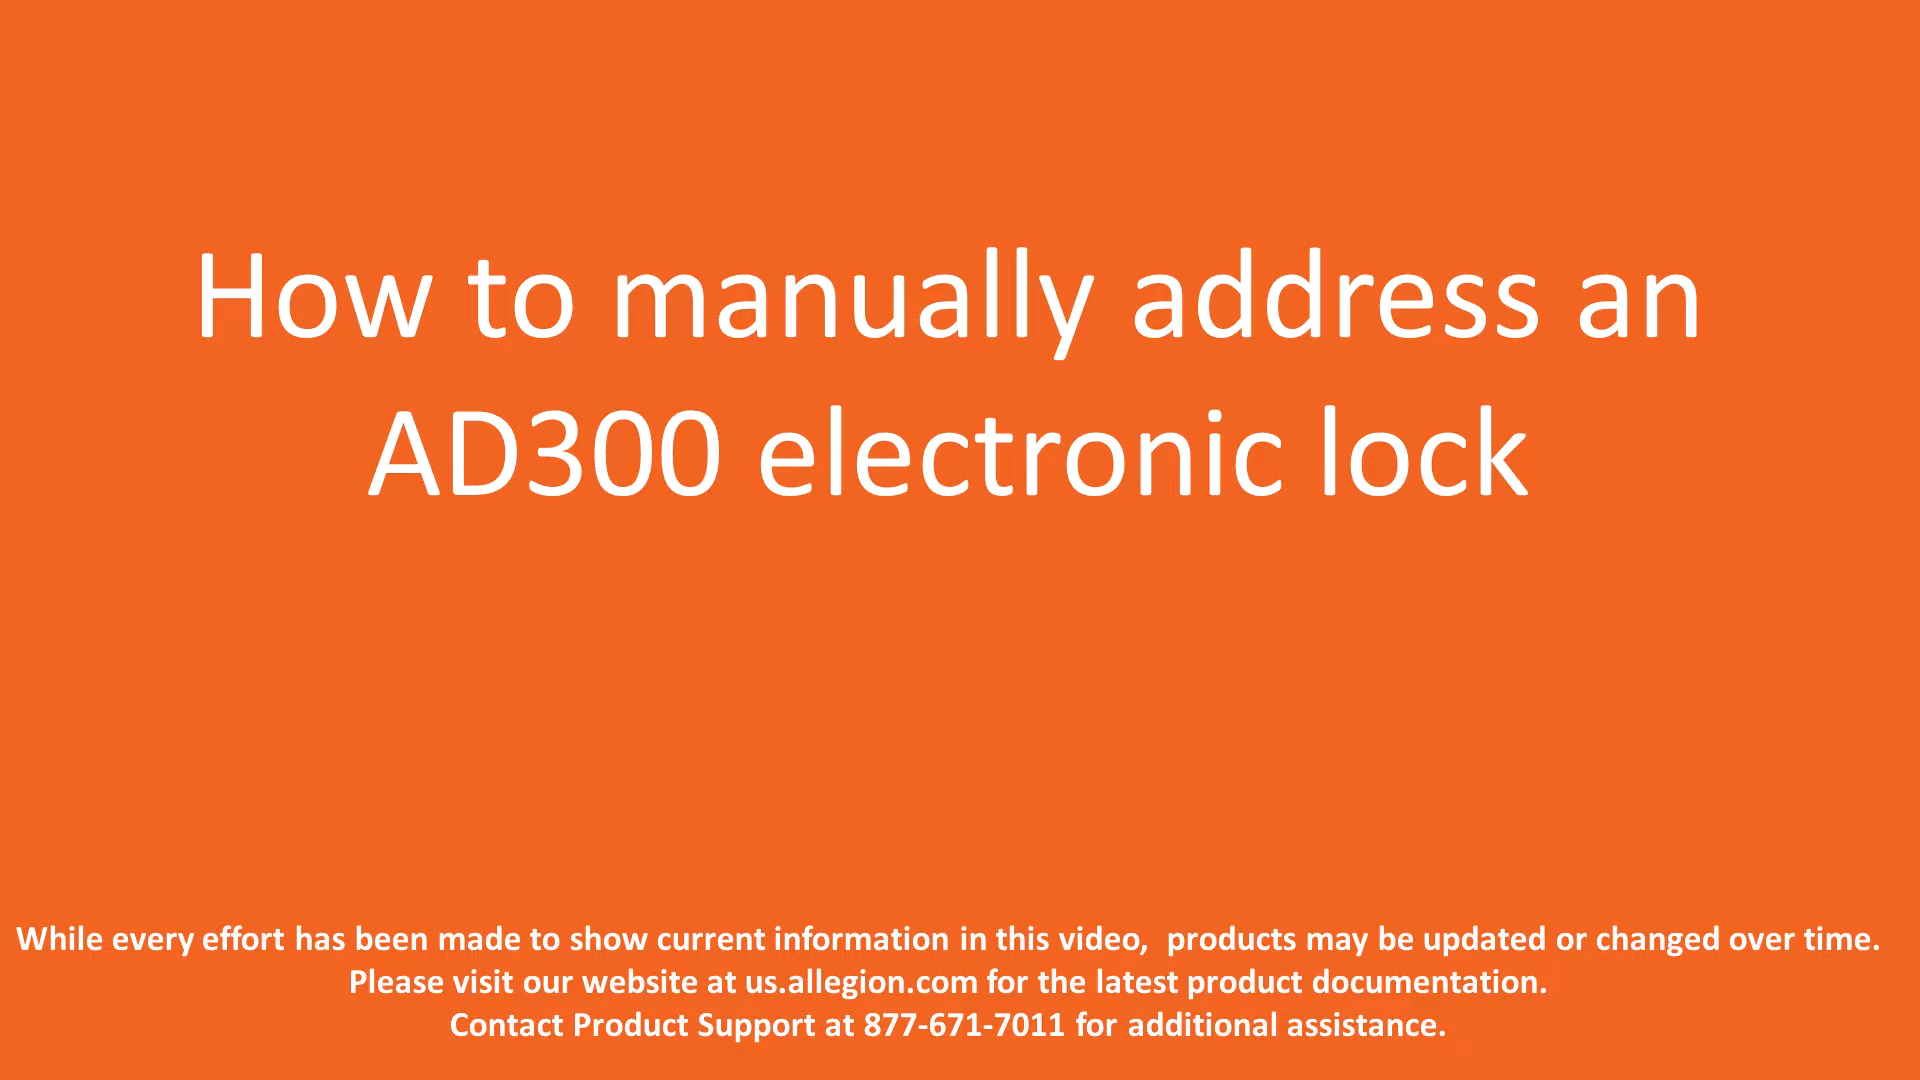 How to manually address an
AD300 electronic lock
While every effort has been made to show current information in this video,  products may be updated or changed over time.
Please visit our website at us.allegion.com for the latest product documentation.
Contact Product Support at 877-671-7011 for additional assistance.